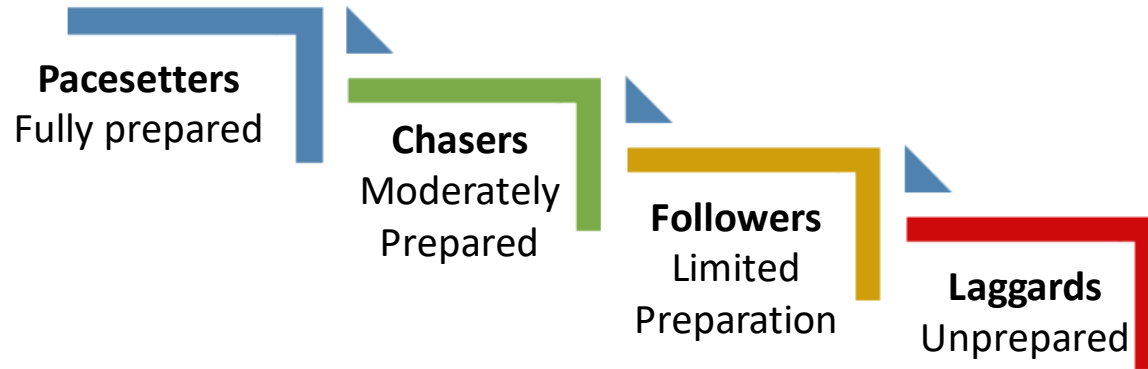 Pacesetters
Fully prepared
Chasers
Moderately
Prepared
Followers
Limited
Preparation
Laggards
Unprepared